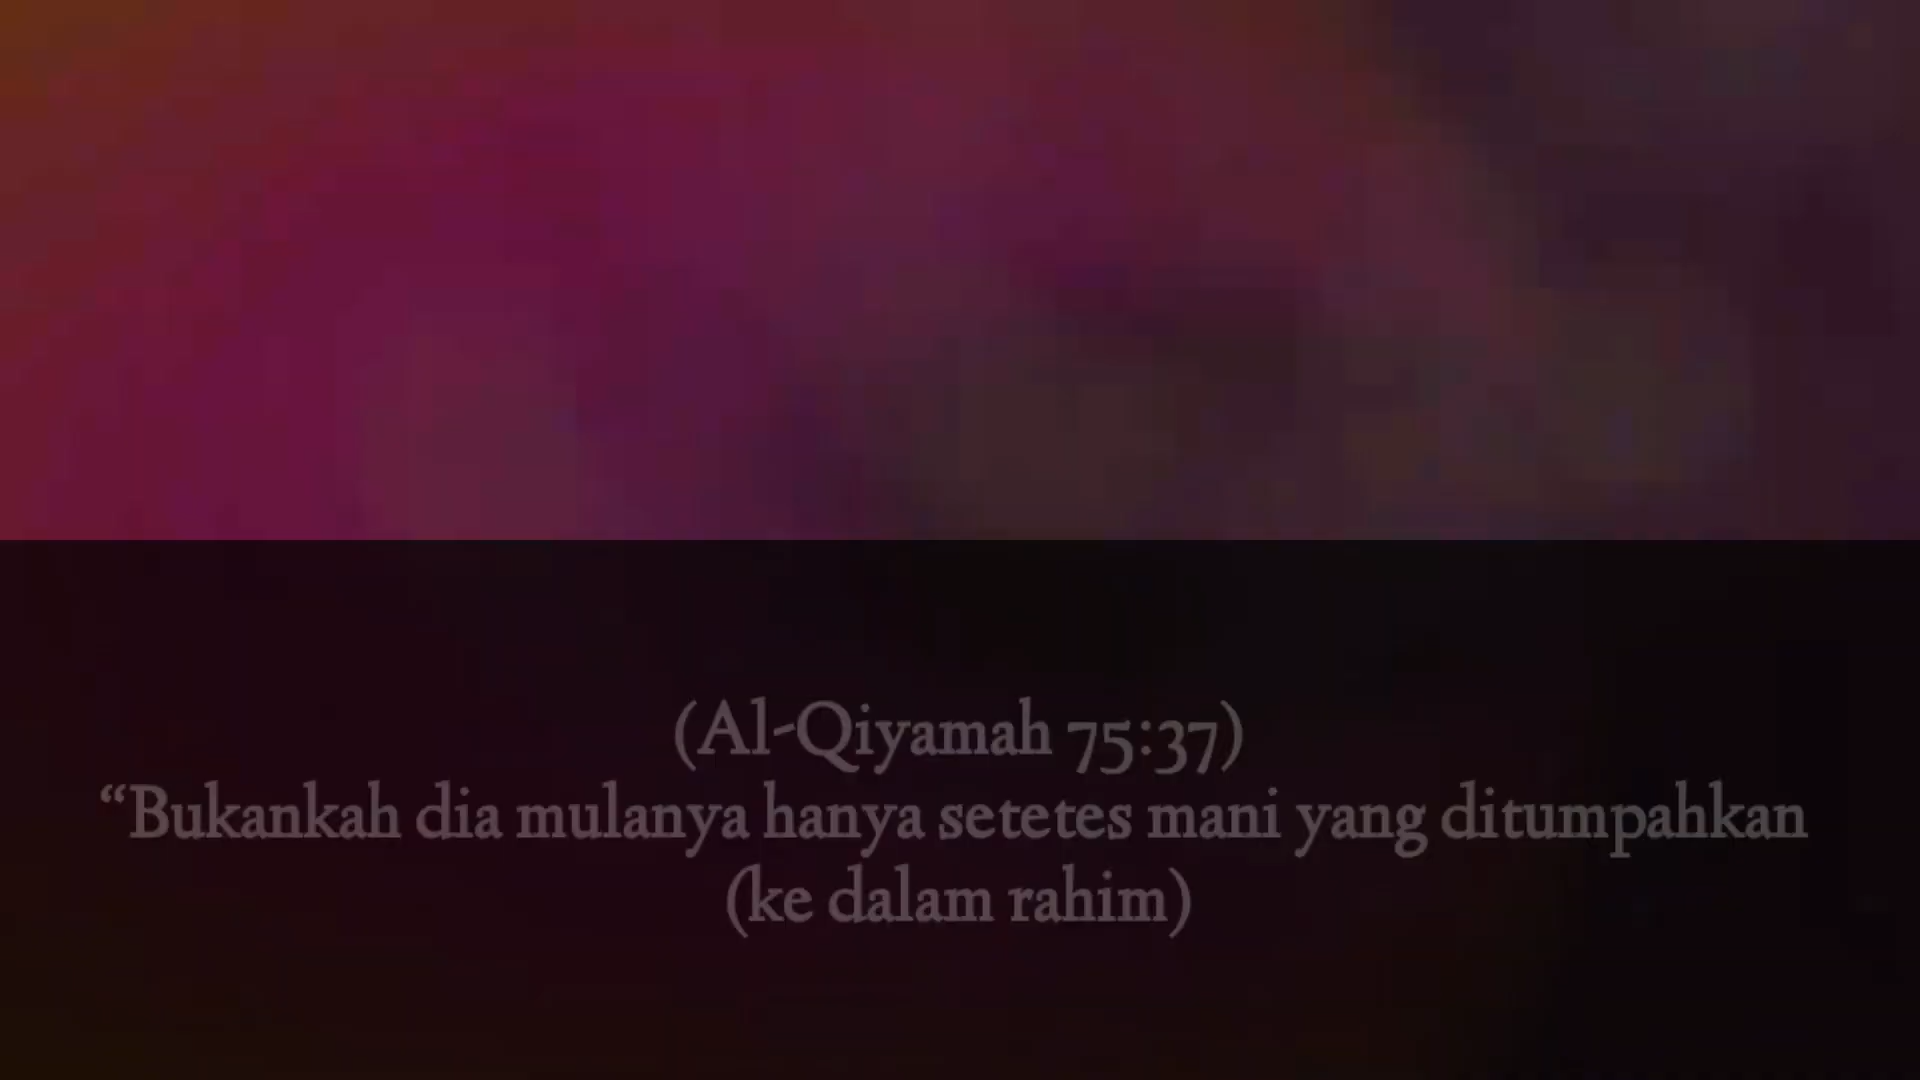 (Al-Qiyamah 75:37)
“Bukankah dia mulanya hanya setetes mani yang ditumpahkan
(ke dalam rahim)